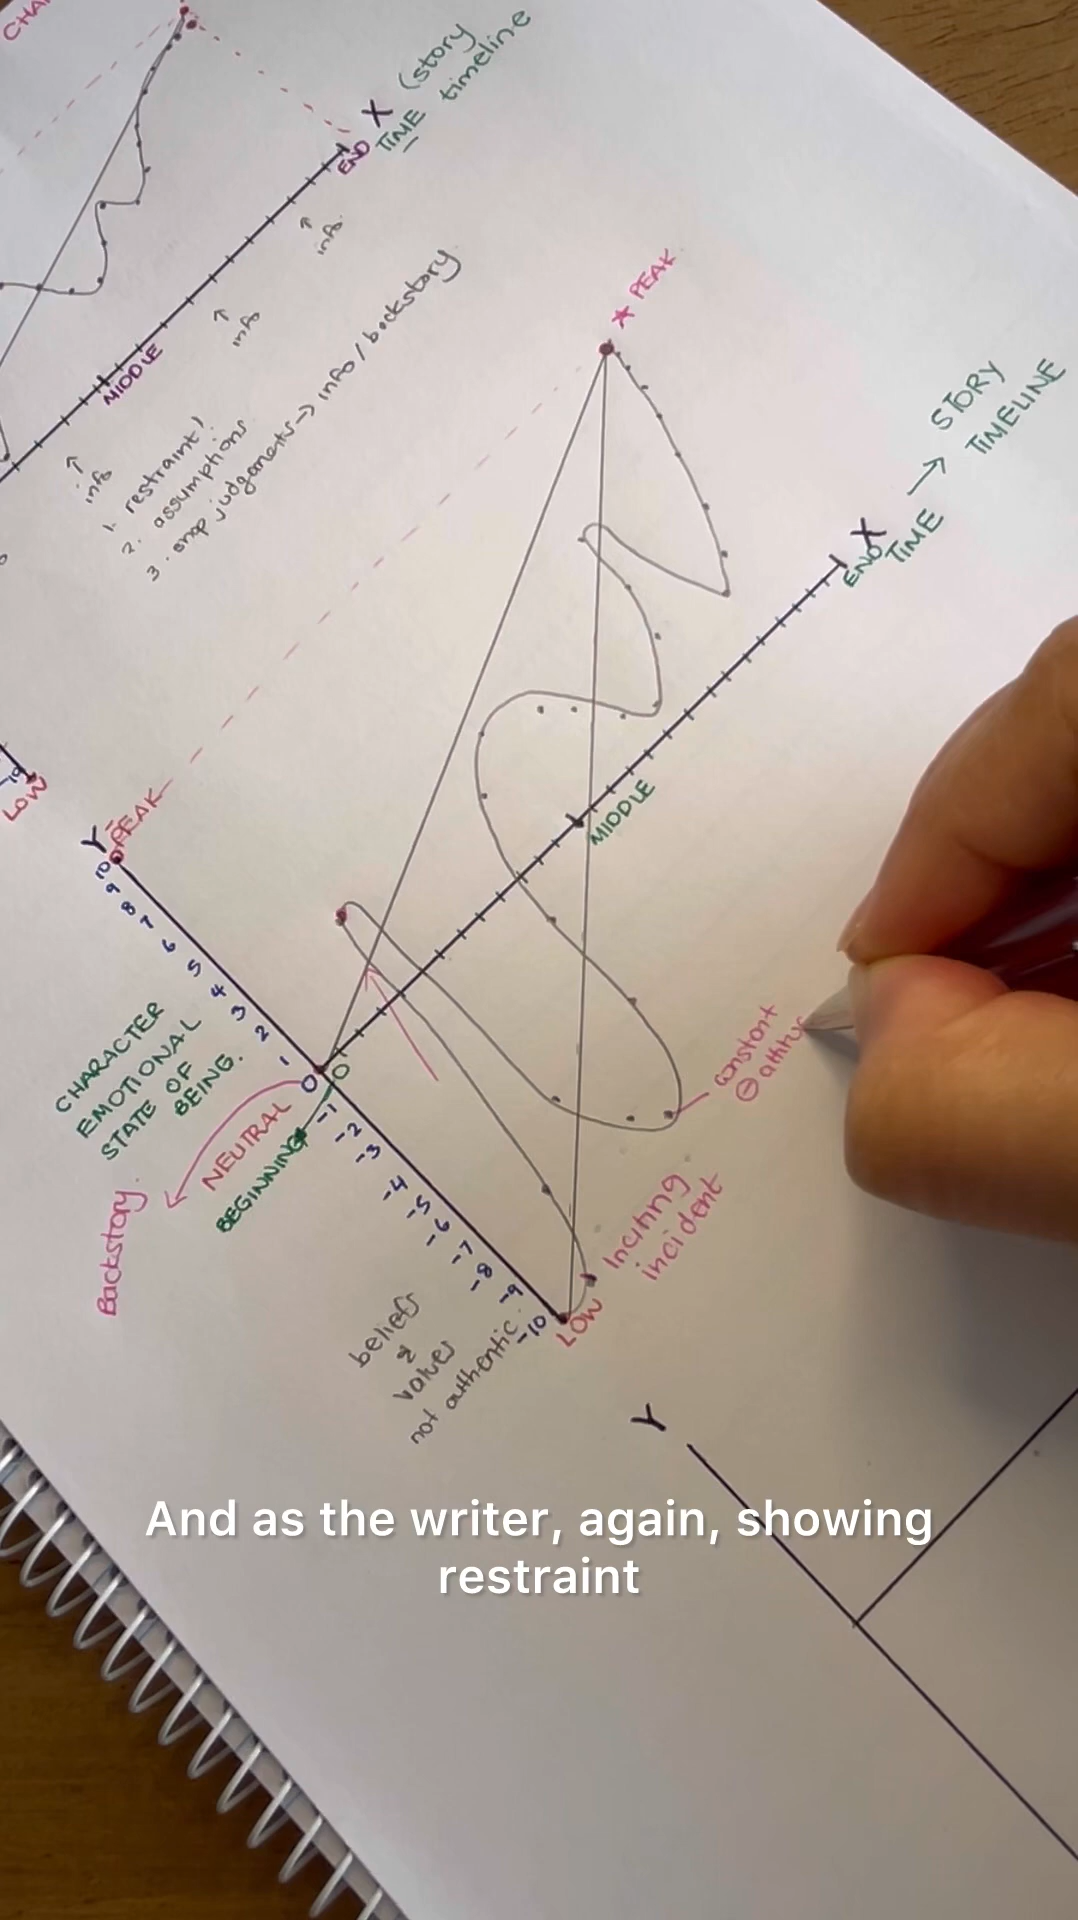 CHA
X
TIME
(story
timeline
END
↑
info
↑
info
MIDDLE
↑
info
1. restraint!
2. assumptions
3. snap judgements → info / backstory
-10
LOW
★ PEAK
STORY
TIMELINE
X
TIME →
END
MIDDLE
Y
PEAK
10
9
8
7
6
5
4
3
2
1
0
0
-1
-2
-3
-4
-5
-6
-7
-8
-9
-10
LOW
CHARACTER
EMOTIONAL
STATE OF
BEING.
NEUTRAL
BEGINNING
Backstory.
constant
⊖ attitu
Inciting
incident
beliefs
&
values
not authentic.
Y
And as the writer, again, showing
restraint